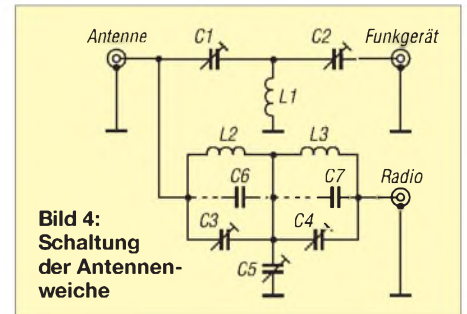 Antenne C1 C2 Funkgerät
L1
L2 L3
C6 C7 Radio
C3 C4
C5
Bild 4:
Schaltung
der Antennen-
weiche